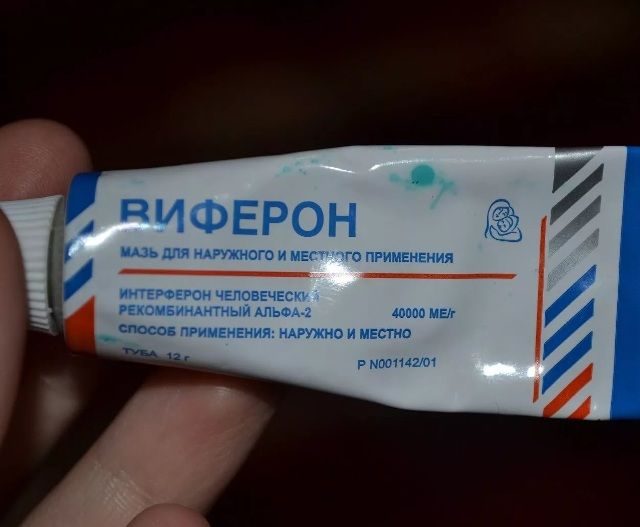 ВИФЕРОН
МАЗЬ ДЛЯ НАРУЖНОГО И МЕСТНОГО ПРИМЕНЕНИЯ
ИНТЕРФЕРОН ЧЕЛОВЕЧЕСКИЙ
РЕКОМБИНАНТНЫЙ АЛЬФА-2 40000 МЕ/г
СПОСОБ ПРИМЕНЕНИЯ: НАРУЖНО И МЕСТНО
ТУБА 12 г
Р N001142/01